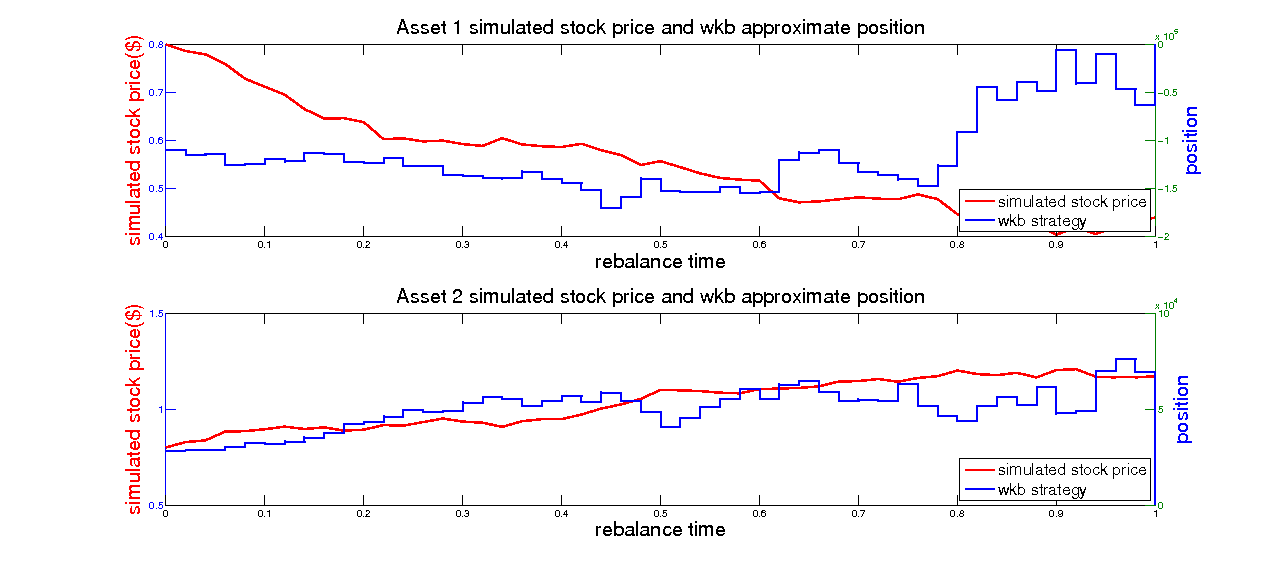 Asset 1 simulated stock price and wkb approximate position
x 10^5
simulated stock price($)
0.8
0.7
0.6
0.5
0.4
0
-0.5
-1
-1.5
-2
position
simulated stock price
wkb strategy
0 0.1 0.2 0.3 0.4 0.5 0.6 0.7 0.8 0.9 1
rebalance time
Asset 2 simulated stock price and wkb approximate position
x 10^4
simulated stock price($)
1.5
1
0.5
10
5
0
position
simulated stock price
wkb strategy
0 0.1 0.2 0.3 0.4 0.5 0.6 0.7 0.8 0.9 1
rebalance time